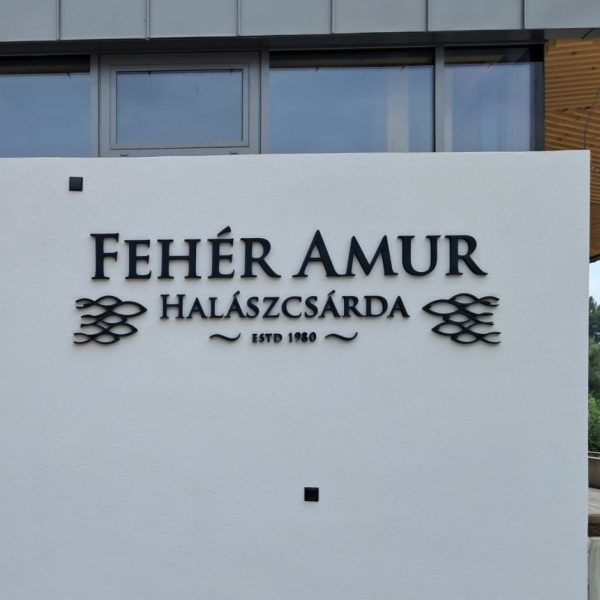 FEHÉR AMUR
HALÁSZCSÁRDA
~ ESTD 1980 ~